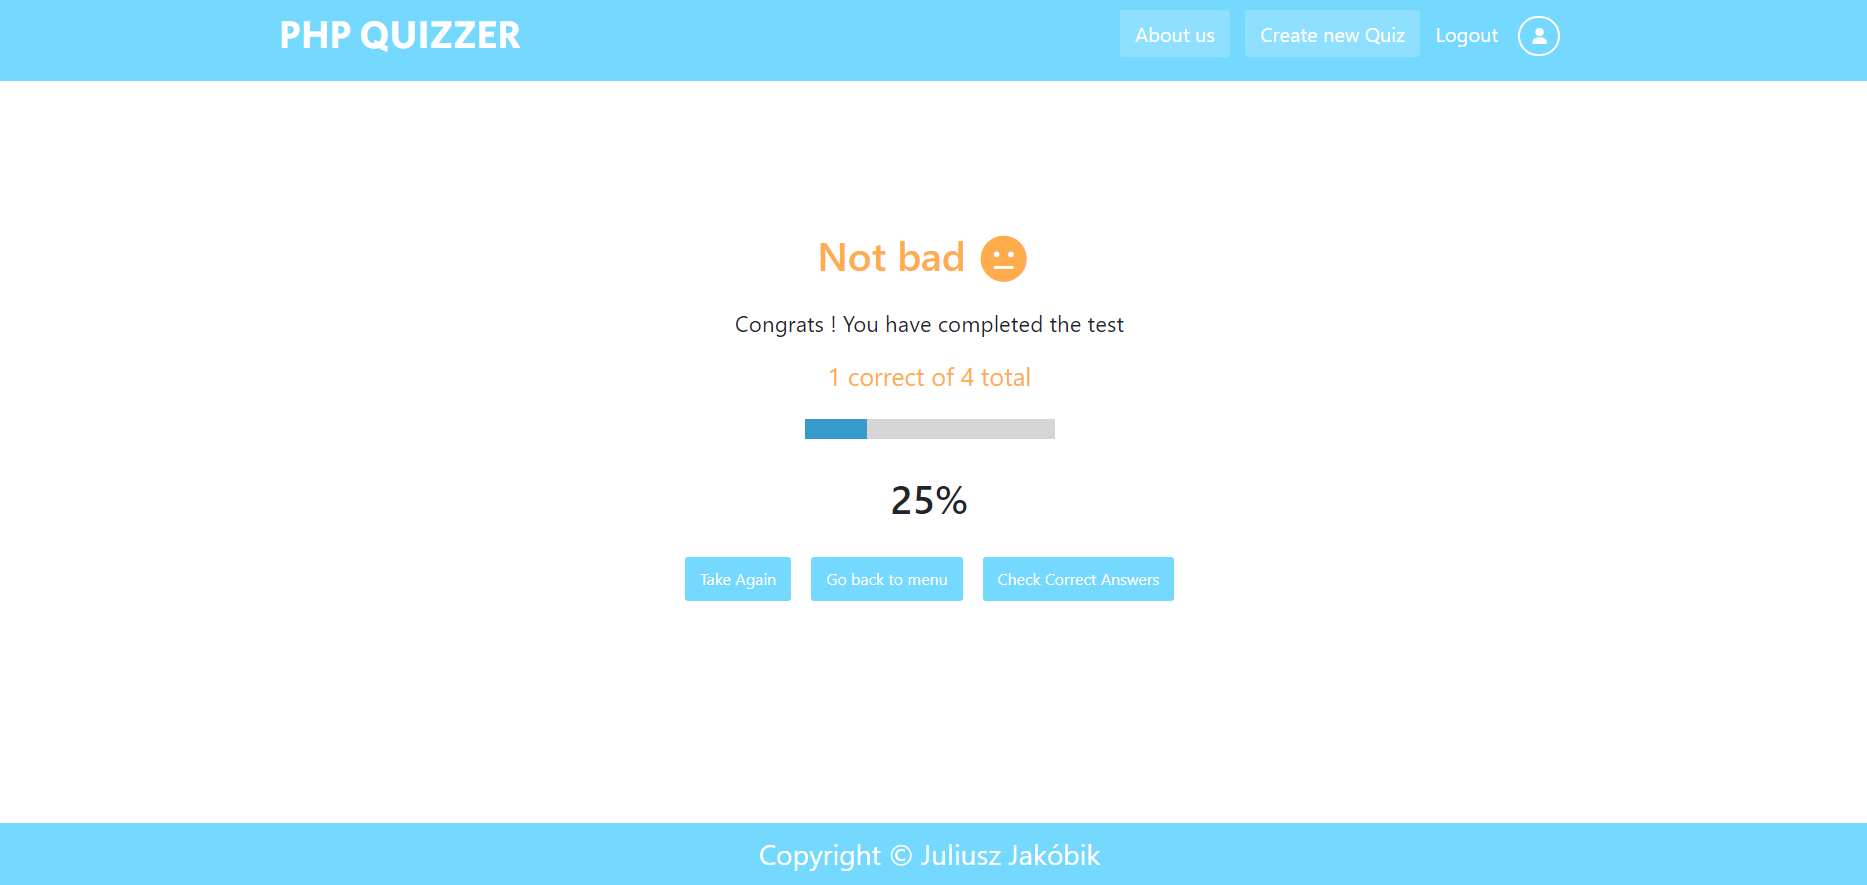 PHP QUIZZER
About us
Create new Quiz
Logout
Not bad
Congrats ! You have completed the test
1 correct of 4 total
25%
Take Again
Go back to menu
Check Correct Answers
Copyright © Juliusz Jakóbik